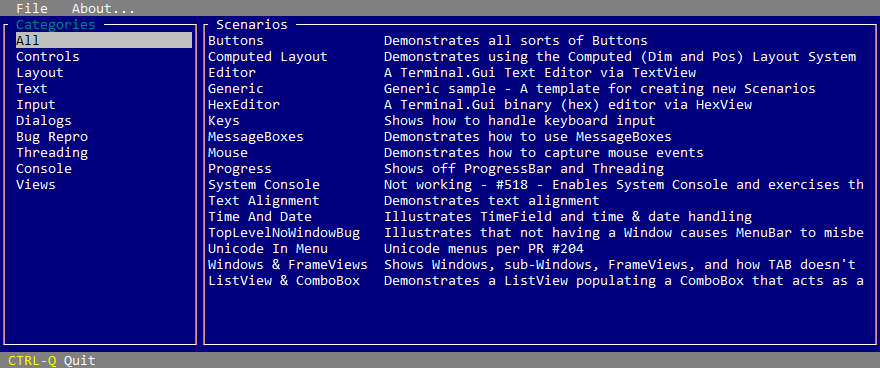 File About...
Categories
All
Controls
Layout
Text
Input
Dialogs
Bug Repro
Threading
Console
Views
Scenarios
Buttons Demonstrates all sorts of Buttons
Computed Layout Demonstrates using the Computed (Dim and Pos) Layout System
Editor A Terminal.Gui Text Editor via TextView
Generic Generic sample - A template for creating new Scenarios
HexEditor A Terminal.Gui binary (hex) editor via HexView
Keys Shows how to handle keyboard input
MessageBoxes Demonstrates how to use MessageBoxes
Mouse Demonstrates how to capture mouse events
Progress Shows off ProgressBar and Threading
System Console Not working - #518 - Enables System Console and exercises th
Text Alignment Demonstrates text alignment
Time And Date Illustrates TimeField and time & date handling
TopLevelNoWindowBug Illustrates that not having a Window causes MenuBar to misbe
Unicode In Menu Unicode menus per PR #204
Windows & FrameViews Shows Windows, sub-Windows, FrameViews, and how TAB doesn't
ListView & ComboBox Demonstrates a ListView populating a ComboBox that acts as a
CTRL-Q Quit